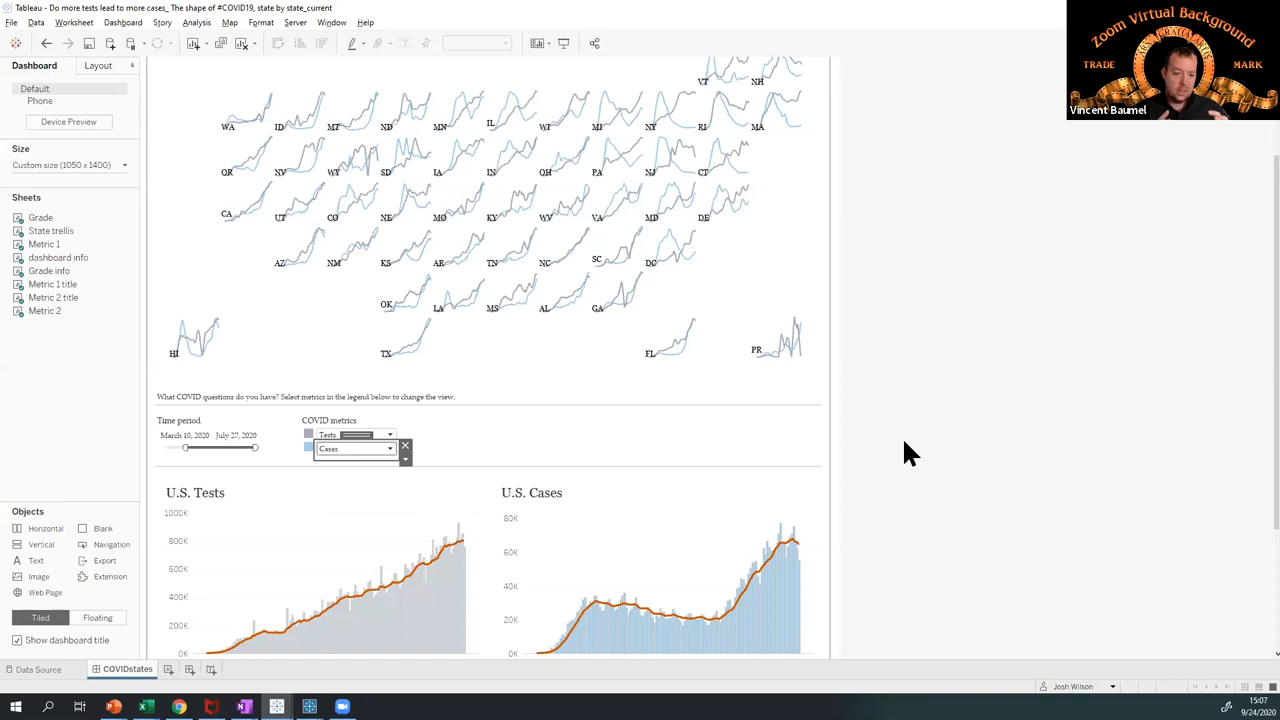 Tableau - Do more tests lead to more cases_ The shape of #COVID19, state by state_current
File Data Worksheet Dashboard Story Analysis Map Format Server Window Help
Zoom Virtual Background
TRADE MARK
Vincent Baumel
Dashboard Layout
Default
Phone
Device Preview
Size
Custom size (1050 x 1400)
Sheets
Grade
State trellis
Metric 1
dashboard info
Grade info
Metric 1 title
Metric 2 title
Metric 2
VT NH
WA ID MT ND MN IL WI MI NY RI MA
OR NV WY SD IA IN OH PA NJ CT
CA UT CO NE MO KY WV VA MD DE
AZ NM KS AR TN NC SC DC
OK LA MS AL GA
HI TX FL PR
What COVID questions do you have? Select metrics in the legend below to change the view.
Time period COVID metrics
March 10, 2020 July 27, 2020 Tests
Cases
U.S. Tests U.S. Cases
1000K
800K
600K
400K
200K
0K
80K
60K
40K
20K
0K
Objects
Horizontal Blank
Vertical Navigation
Text Export
Image Extension
Web Page
Tiled Floating
Show dashboard title
Data Source COVIDstates
Josh Wilson
15:07
9/24/2020